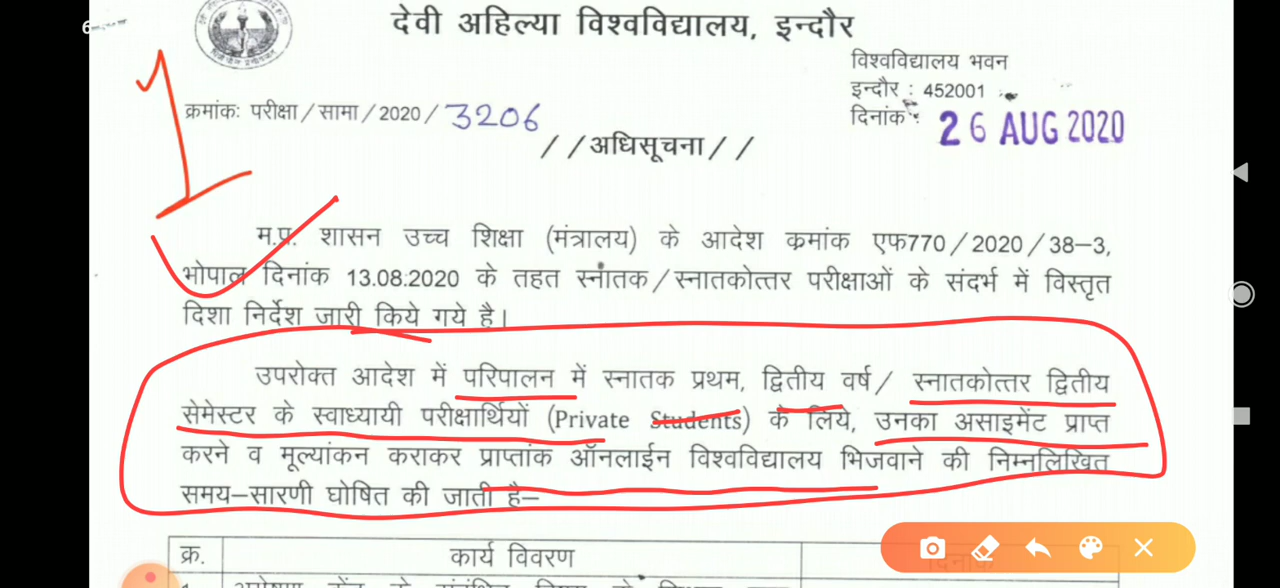 देवी अहिल्या विश्वविद्यालय, इन्दौर
विश्वविद्यालय भवन
इन्दौर : 452001
क्रमांक: परीक्षा/सामा/2020/3206
दिनांक : 26 AUG 2020
//अधिसूचना//
म.प्र. शासन उच्च शिक्षा (मंत्रालय) के आदेश क्रमांक एफ770/2020/38–3,
भोपाल दिनांक 13.08:2020 के तहत स्नातक/स्नातकोत्तर परीक्षाओं के संदर्भ में विस्तृत
दिशा निर्देश जारी किये गये है।
उपरोक्त आदेश में परिपालन में स्नातक प्रथम, द्वितीय वर्ष/ स्नातकोत्तर द्वितीय
सेमेस्टर के स्वाध्यायी परीक्षार्थियों (Private Students) के लिये, उनका असाइमेंट प्राप्त
करने व मूल्यांकन कराकर प्राप्तांक ऑनलाईन विश्वविद्यालय भिजवाने की निम्नलिखित
समय–सारणी घोषित की जाती है–
क्र. कार्य विवरण दिनांक